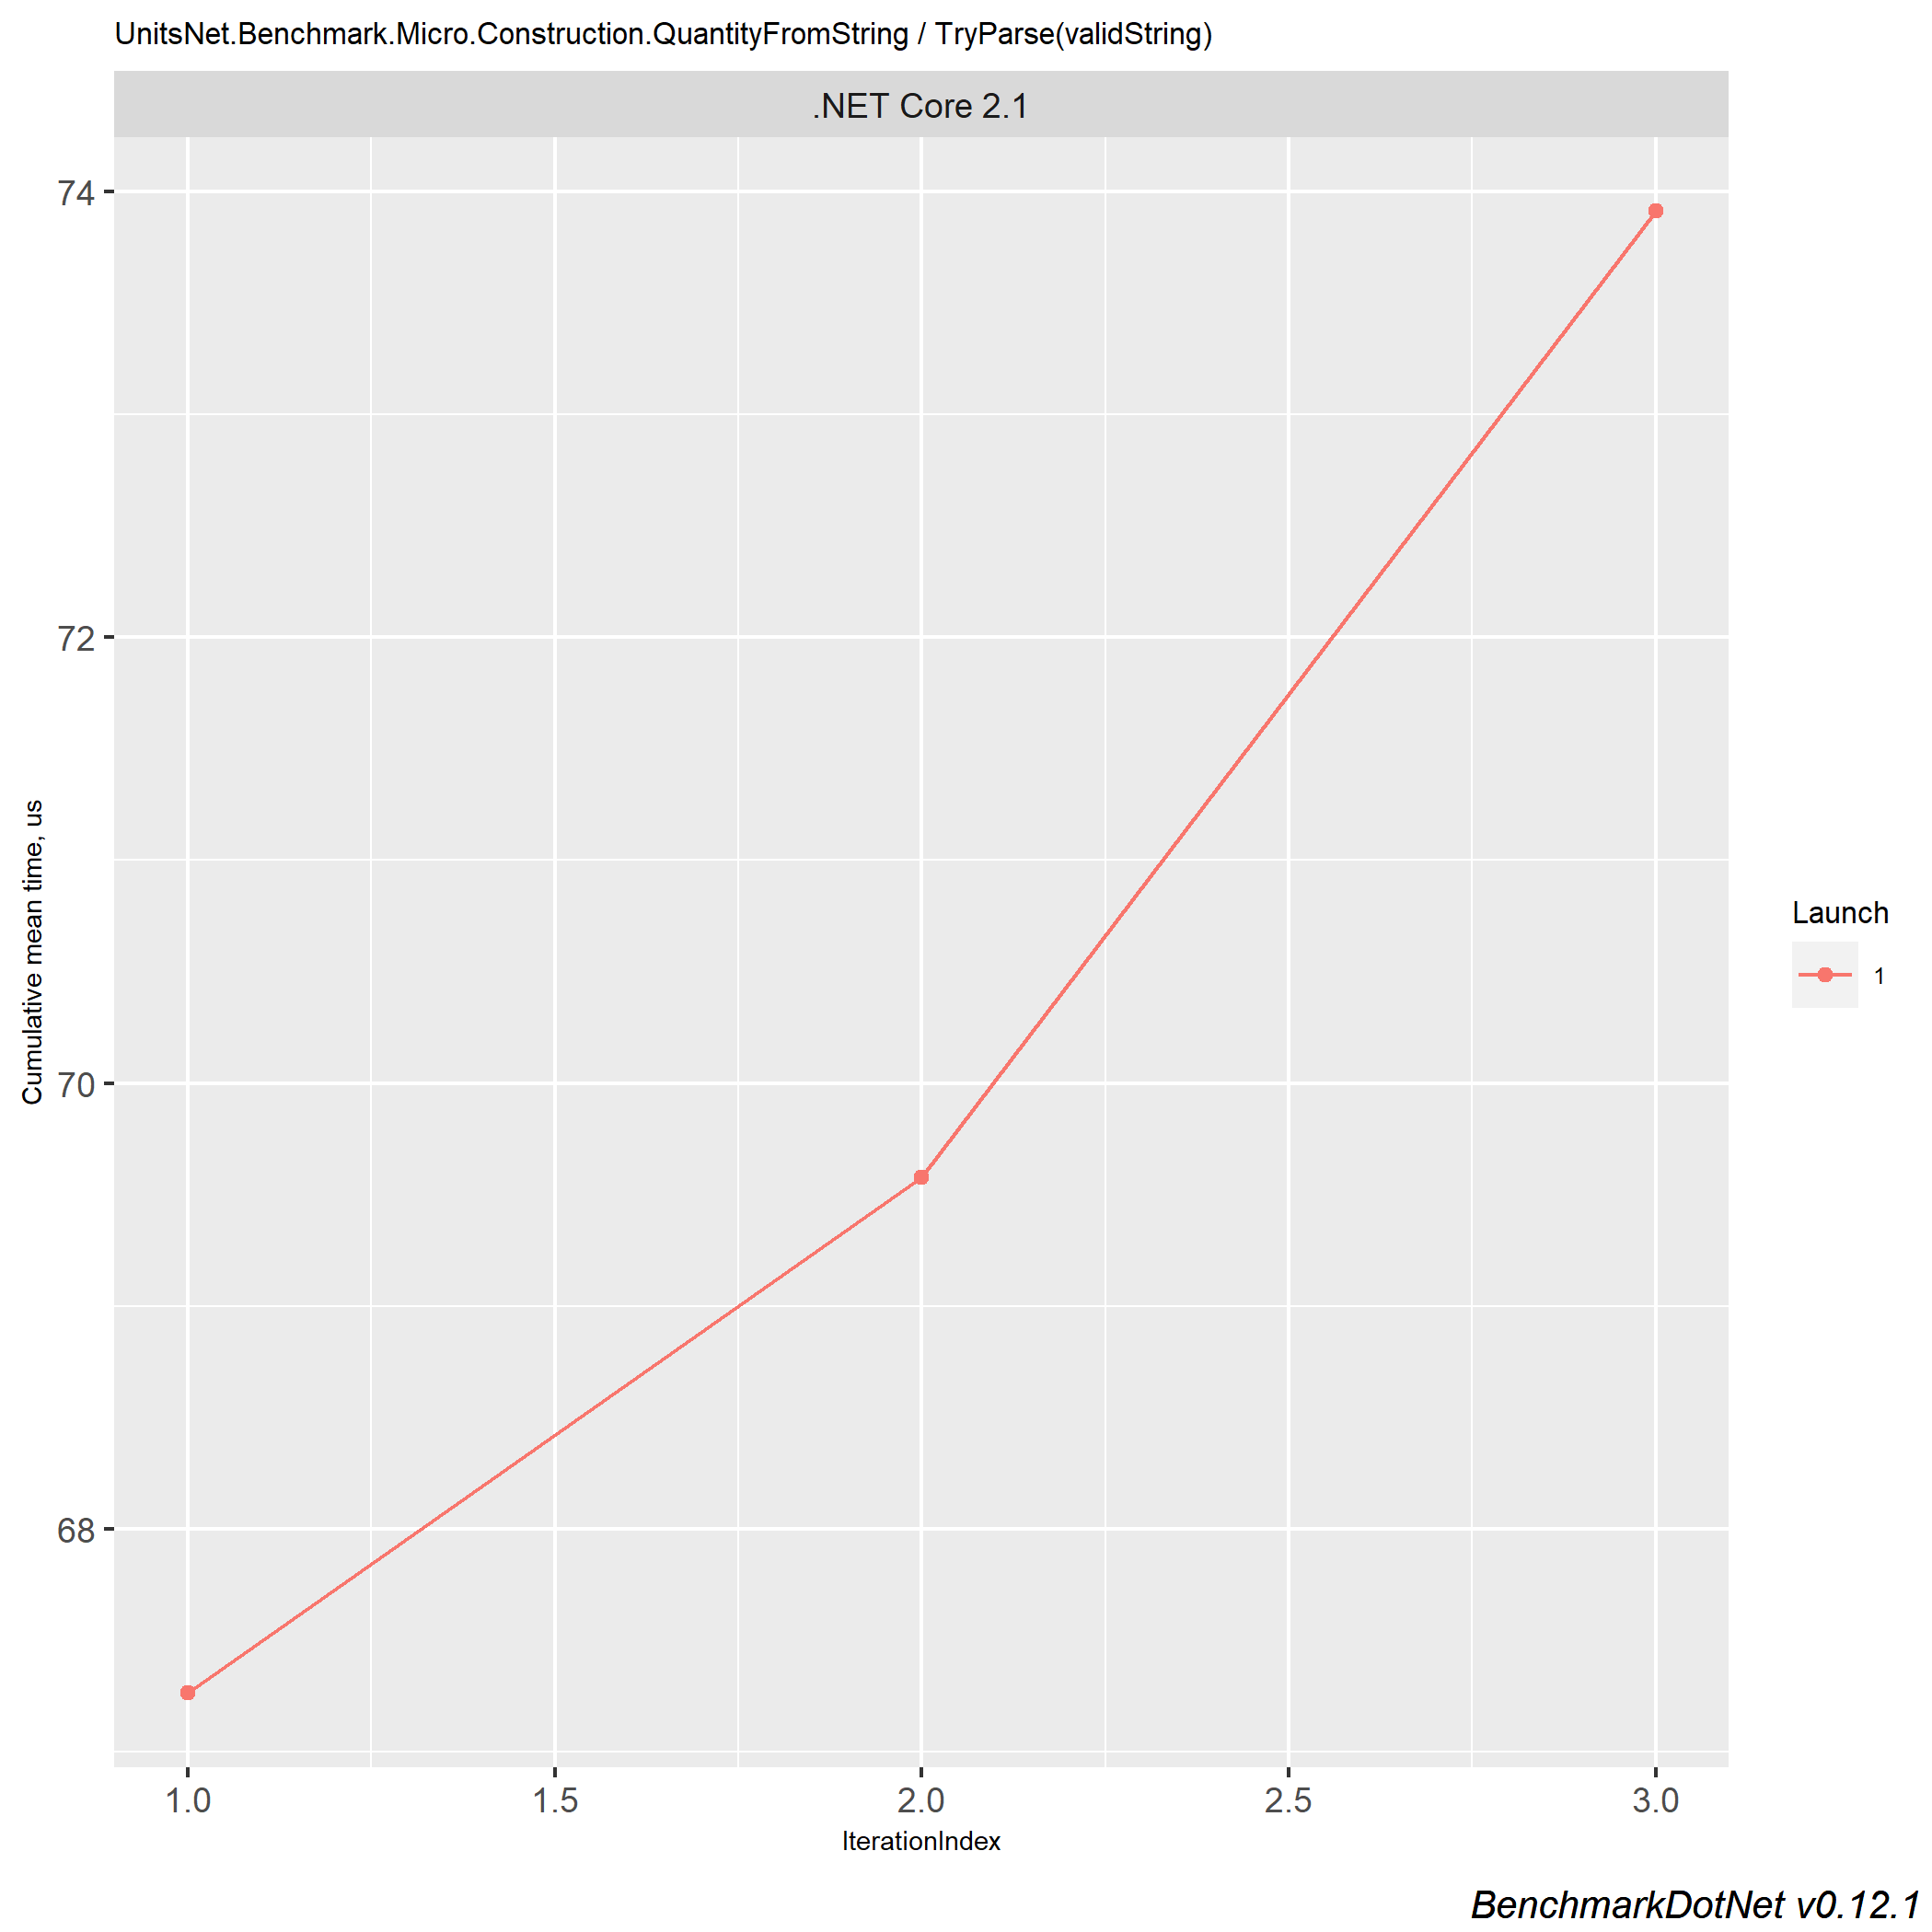 UnitsNet.Benchmark.Micro.Construction.QuantityFromString / TryParse(validString)
.NET Core 2.1
74
72
70
68
Cumulative mean time, us
1.0 1.5 2.0 2.5 3.0
IterationIndex
Launch
1
BenchmarkDotNet v0.12.1